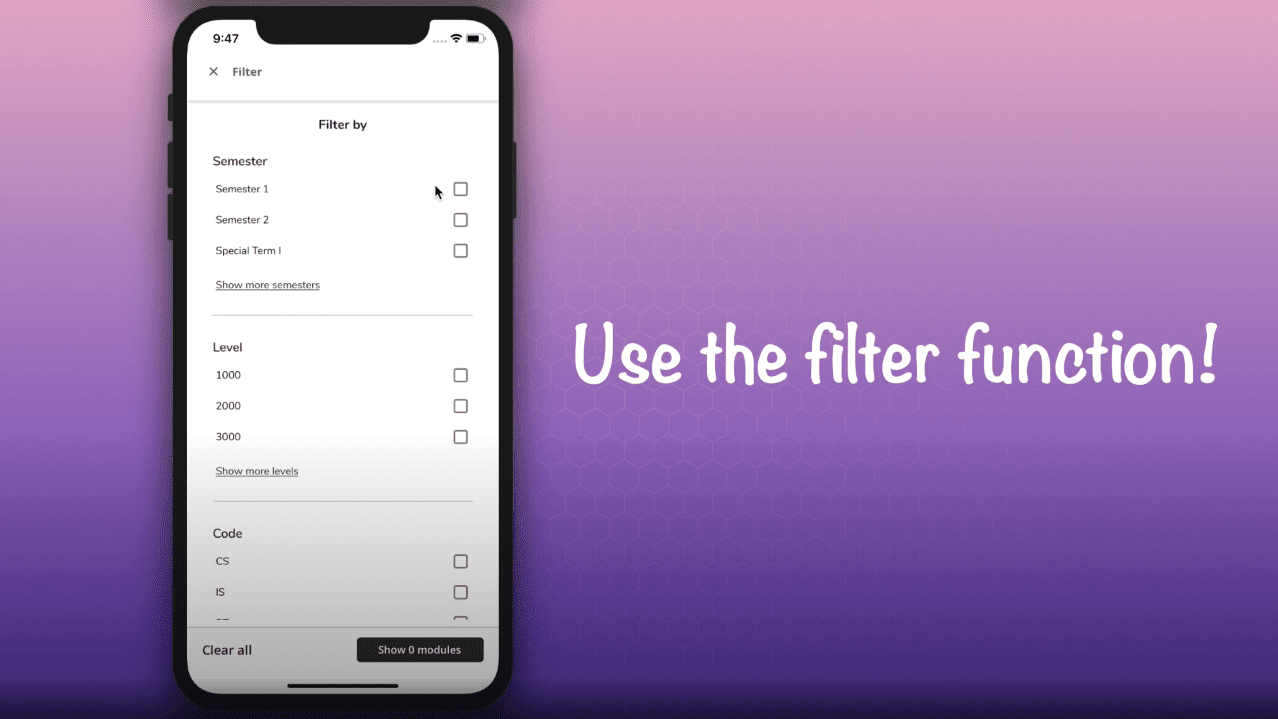 9:47
Filter
Filter by
Semester
Semester 1
Semester 2
Special Term I
Show more semesters
Level
1000
2000
3000
Show more levels
Code
CS
IS
Clear all
Show 0 modules
Use the filter function!